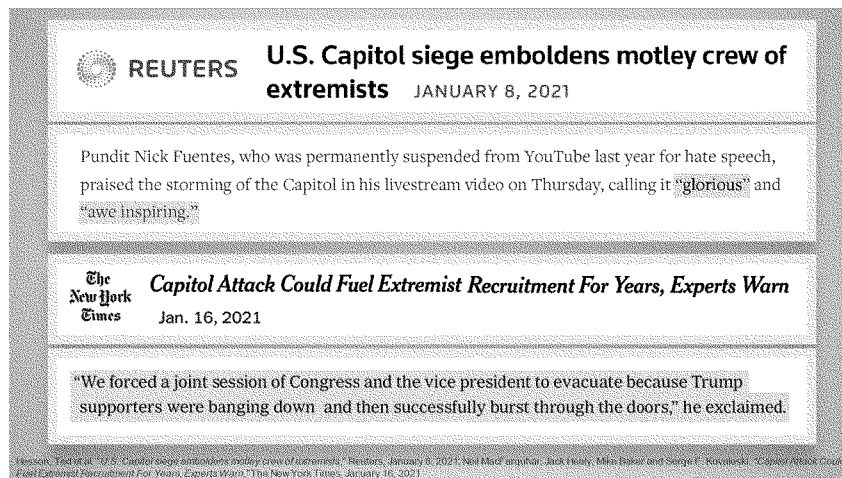 REUTERS
U.S. Capitol siege emboldens motley crew of
extremists JANUARY 8, 2021
Pundit Nick Fuentes, who was permanently suspended from YouTube last year for hate speech,
praised the storming of the Capitol in his livestream video on Thursday, calling it “glorious” and
“awe inspiring.”
The
New York
Times
Capitol Attack Could Fuel Extremist Recruitment For Years, Experts Warn
Jan. 16, 2021
“We forced a joint session of Congress and the vice president to evacuate because Trump
supporters were banging down and then successfully burst through the doors,” he exclaimed.
Hesson, Ted et al. "U.S. Capitol siege emboldens motley crew of extremists," Reuters, January 8, 2021; Neil MacFarquhar, Jack Healy, Mike Baker and Serge F. Kovaleski. "Capitol Attack Could
Fuel Extremist Recruitment For Years, Experts Warn," The New York Times, January 16, 2021